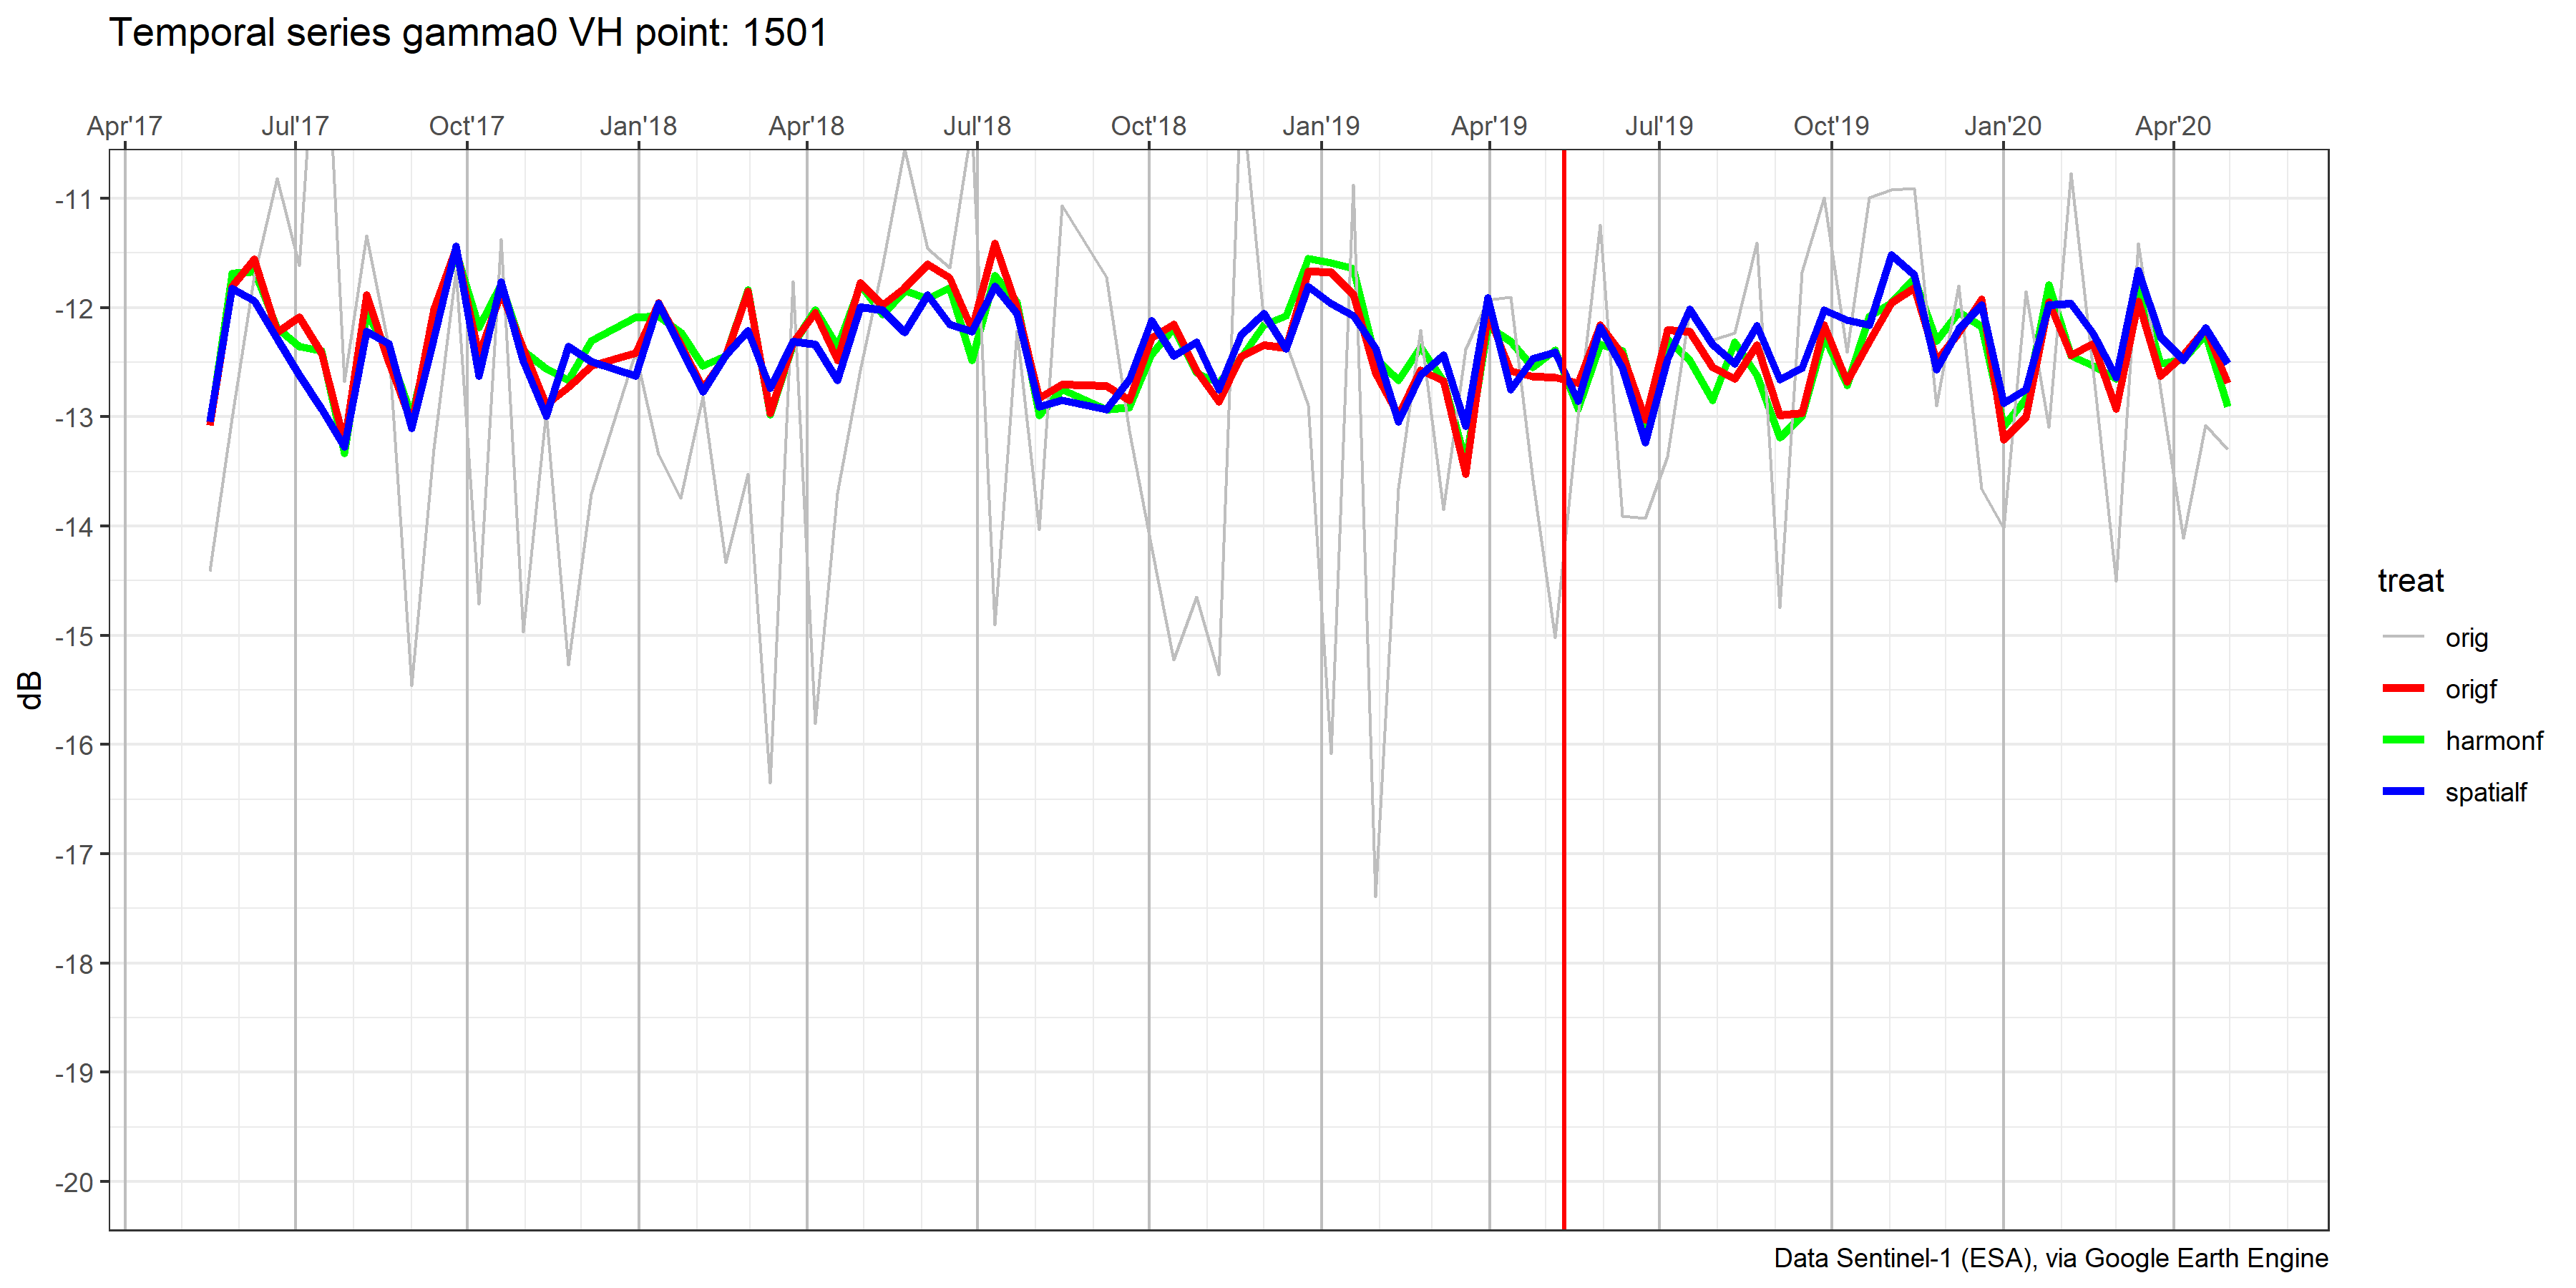 Temporal series gamma0 VH point: 1501
Apr'17 Jul'17 Oct'17 Jan'18 Apr'18 Jul'18 Oct'18 Jan'19 Apr'19 Jul'19 Oct'19 Jan'20 Apr'20
-11
-12
-13
-14
-15
-16
-17
-18
-19
-20
dB
treat
orig
origf
harmonf
spatialf
Data Sentinel-1 (ESA), via Google Earth Engine